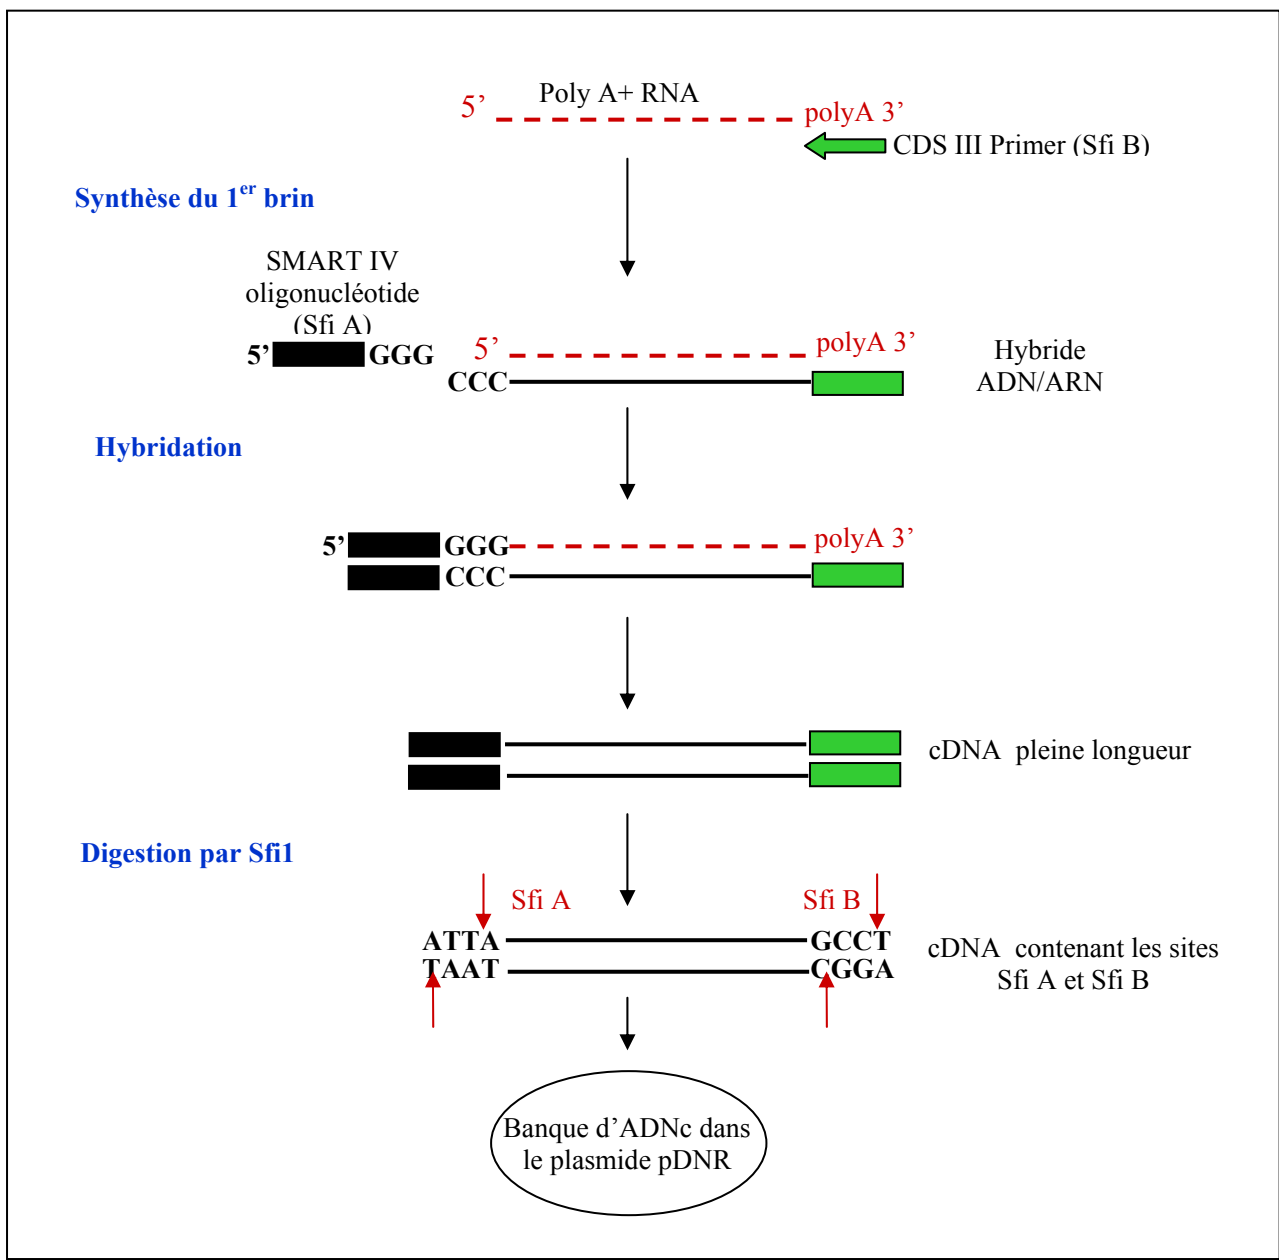 Poly A+ RNA
5’
polyA 3’
CDS III Primer (Sfi B)
Synthèse du 1er brin
SMART IV
oligonucléotide
(Sfi A)
5’ GGG
5’
polyA 3’
CCC
Hybride
ADN/ARN
Hybridation
5’ GGG
polyA 3’
CCC
cDNA pleine longueur
Digestion par Sfi1
Sfi A
Sfi B
ATTA
GCCT
TAAT
CGGA
cDNA contenant les sites
Sfi A et Sfi B
Banque d’ADNc dans
le plasmide pDNR